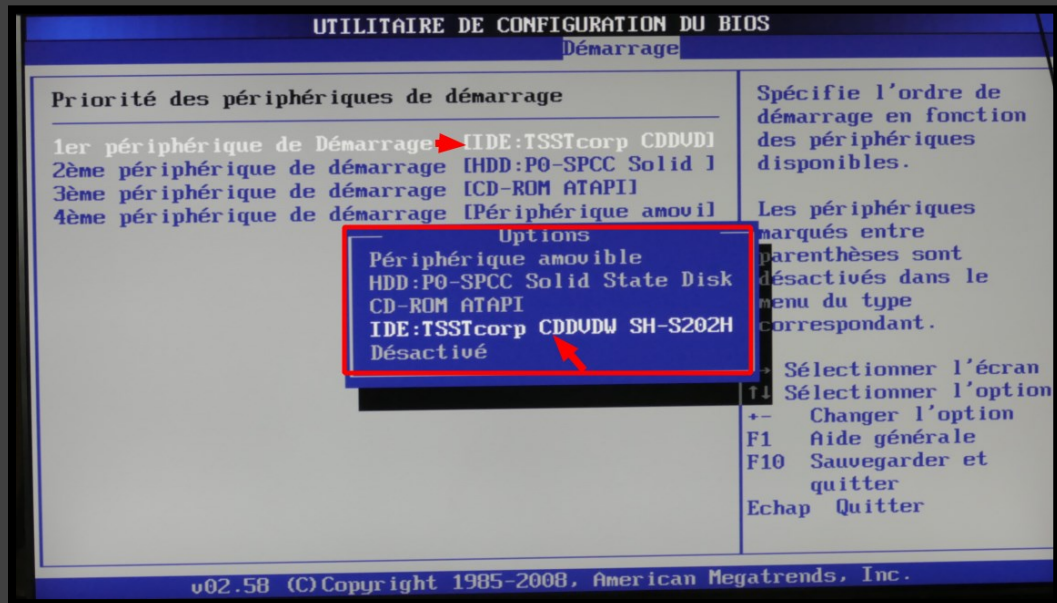 UTILITAIRE DE CONFIGURATION DU BIOS
Démarrage
Priorité des périphériques de démarrage
1er périphérique de Démarrage [IDE:TSSTcorp CDDVD]
2ème périphérique de démarrage [HDD:P0-SPCC Solid ]
3ème périphérique de démarrage [CD-ROM ATAPI]
4ème périphérique de démarrage [Périphérique amovi]
Options
Périphérique amovible
HDD:P0-SPCC Solid State Disk
CD-ROM ATAPI
IDE:TSSTcorp CDDVDW SH-S202H
Désactivé
Spécifie l'ordre de
démarrage en fonction
des périphériques
disponibles.
Les périphériques
marqués entre
parenthèses sont
désactivés dans le
menu du type
correspondant.
→ Sélectionner l'écran
↑↓ Sélectionner l'option
+- Changer l'option
F1 Aide générale
F10 Sauvegarder et
quitter
Echap Quitter
v02.58 (C)Copyright 1985-2008, American Megatrends, Inc.